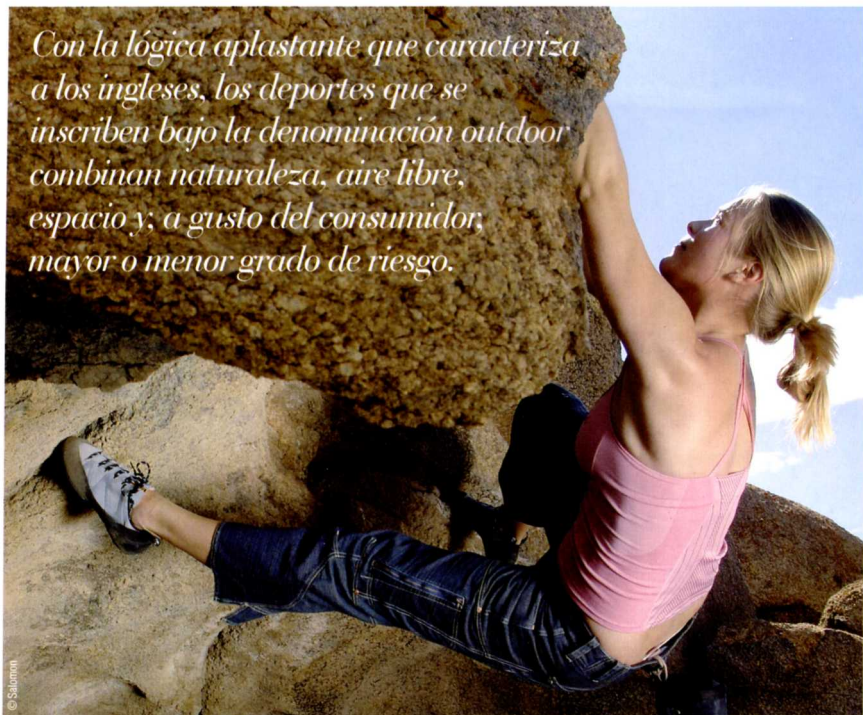 Con la lógica aplastante que caracteriza
a los ingleses, los deportes que se
inscriben bajo la denominación outdoor
combinan naturaleza, aire libre,
espacio y, a gusto del consumidor,
mayor o menor grado de riesgo.
© Salomon